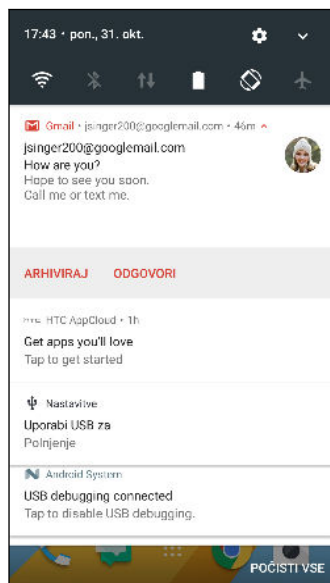 17:43 • pon., 31. okt.
Gmail • jsinger200@googlemail.com • 46m
jsinger200@googlemail.com
How are you?
Hope to see you soon.
Call me or text me.
ARHIVIRAJ ODGOVORI
HTC AppCloud • 1h
Get apps you'll love
Tap to get started
Nastavitve
Uporabi USB za
Polnjenje
Android System
USB debugging connected
Tap to disable USB debugging.
POČISTI VSE